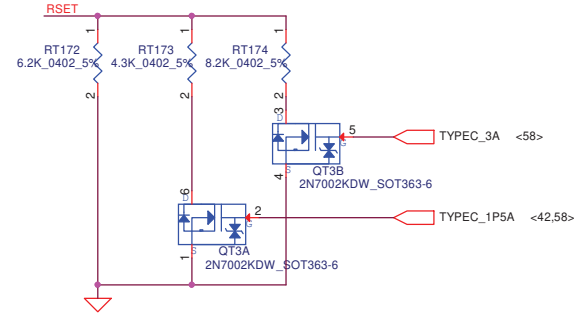 RSET
1
1
1
RT172
RT173
RT174
6.2K_0402_5%
4.3K_0402_5%
8.2K_0402_5%
2
2
2
3
D
5
TYPEC_3A <58>
G
S
4
QT3B
2N7002KDW_SOT363-6
6
D
2
TYPEC_1P5A <42,58>
G
S
1
QT3A
2N7002KDW_SOT363-6